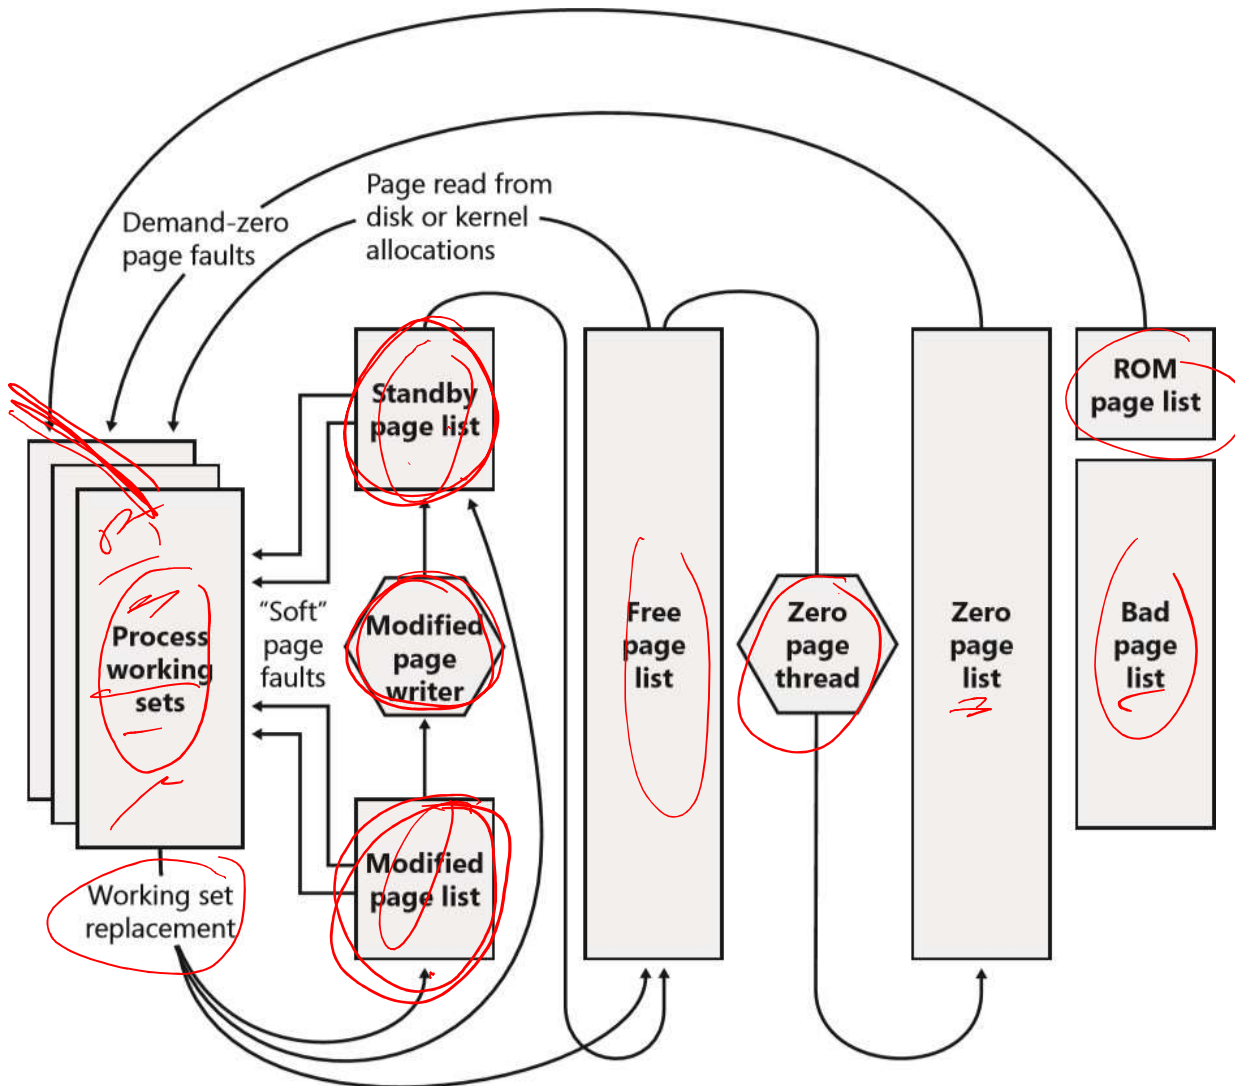 Page read from
disk or kernel
allocations
Demand-zero
page faults
Standby
page list
ROM
page list
"Soft"
page
faults
Modified
page
writer
Process
working
sets
Free
page
list
Zero
page
thread
Zero
page
list
Bad
page
list
Modified
page list
Working set
replacement